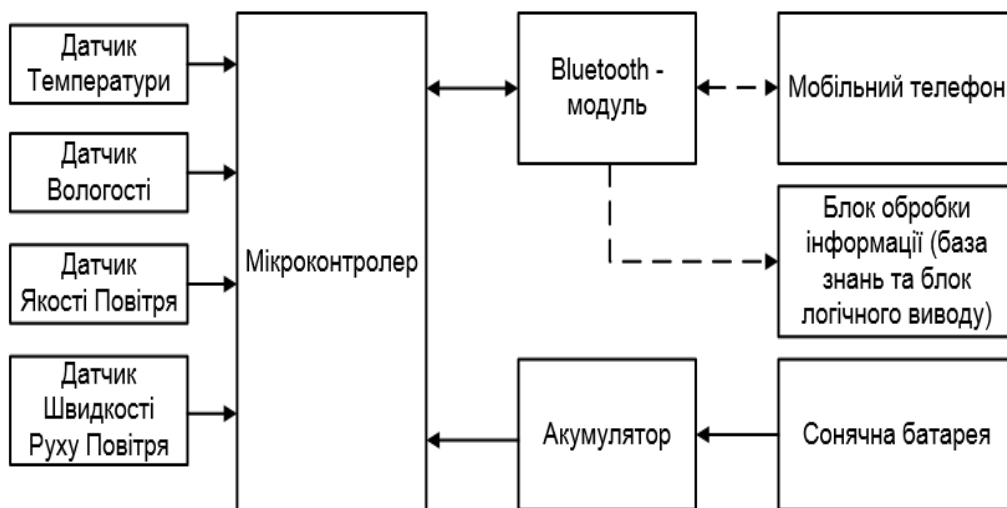 Датчик
Температури
Датчик
Вологості
Датчик
Якості Повітря
Датчик
Швидкості
Руху Повітря
Мікроконтролер
Bluetooth -
модуль
Мобільний телефон
Блок обробки
інформації (база
знань та блок
логічного виводу)
Акумулятор
Сонячна батарея